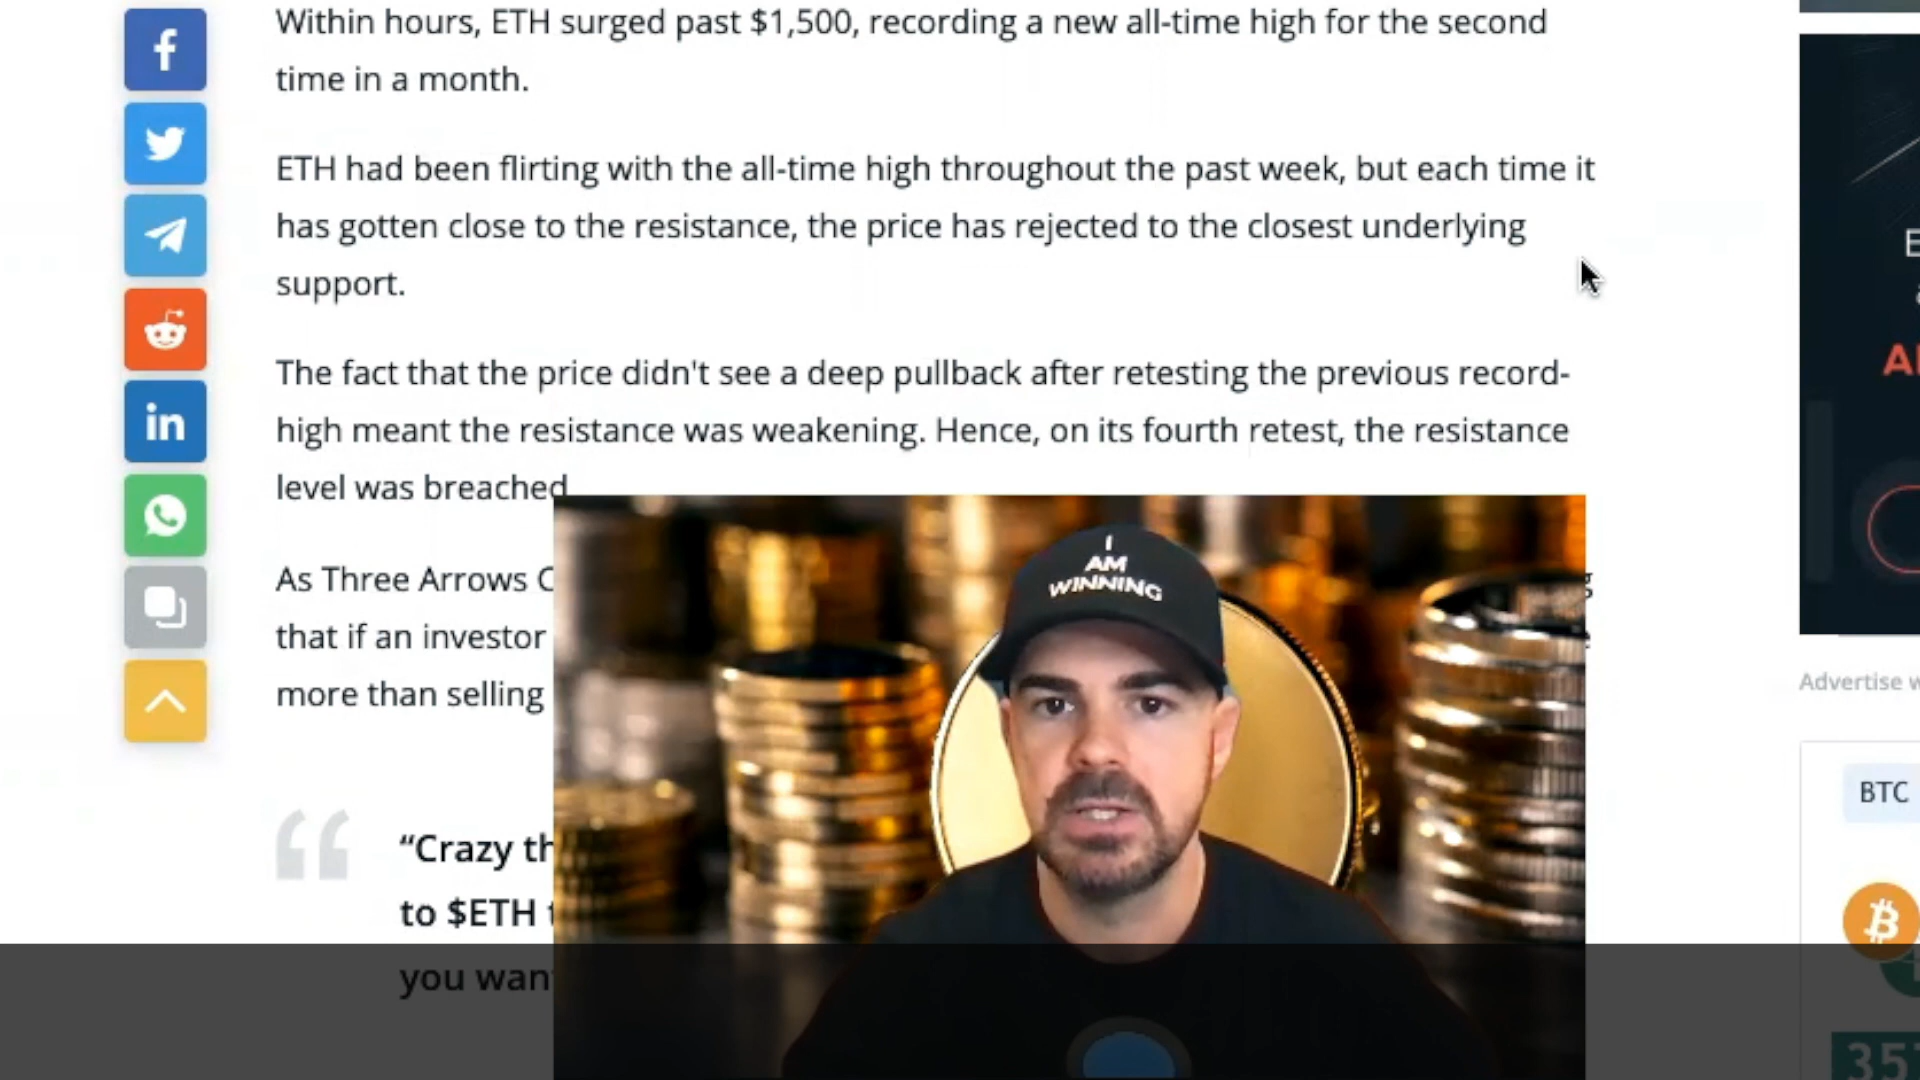 Within hours, ETH surged past $1,500, recording a new all-time high for the second
time in a month.
ETH had been flirting with the all-time high throughout the past week, but each time it
has gotten close to the resistance, the price has rejected to the closest underlying
support.
The fact that the price didn't see a deep pullback after retesting the previous record-
high meant the resistance was weakening. Hence, on its fourth retest, the resistance
level was breached
As Three Arrows
that if an investor
more than selling
“Crazy th
to $ETH
you wan
I
AM
WINNING
Advertise
BTC
357